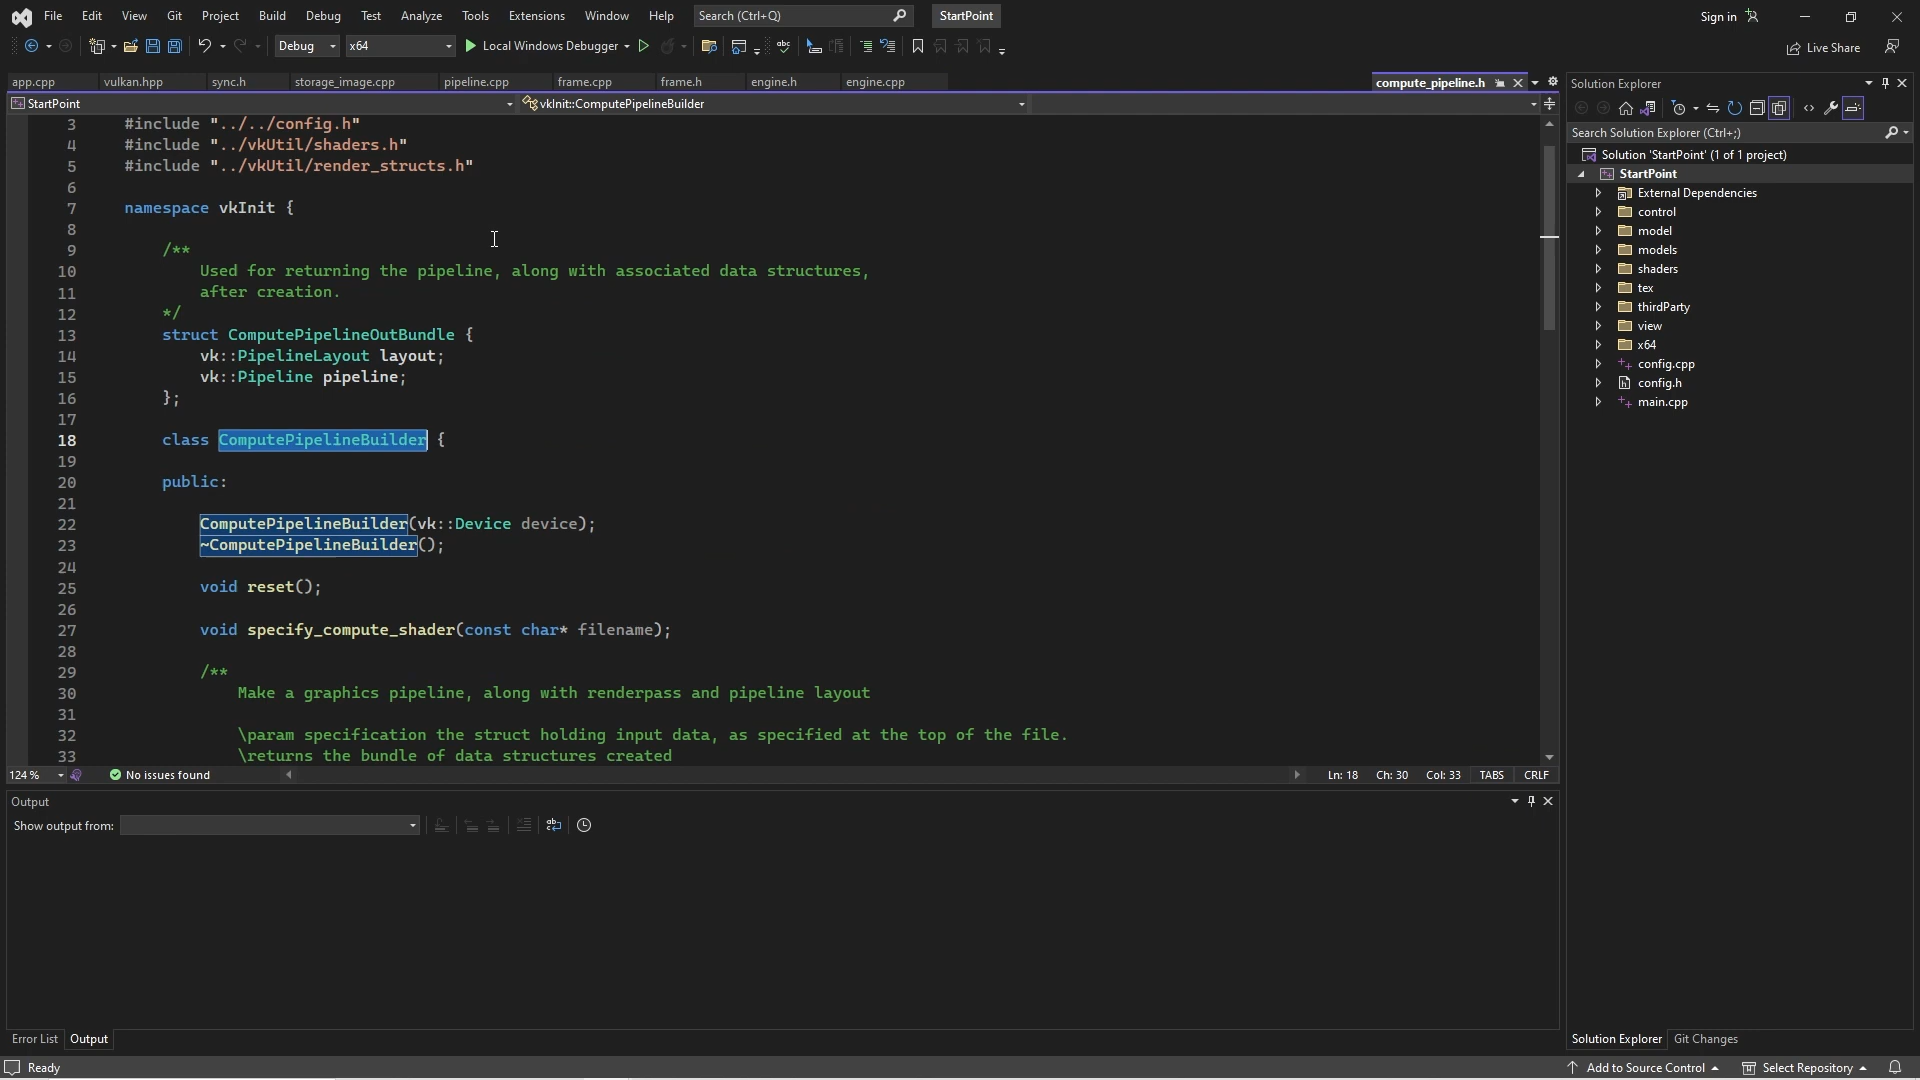 File Edit View Git Project Build Debug Test Analyze Tools Extensions Window Help Search (Ctrl+Q) StartPoint Sign in
Debug x64 Local Windows Debugger Live Share
app.cpp vulkan.hpp sync.h storage_image.cpp pipeline.cpp frame.cpp frame.h engine.h engine.cpp compute_pipeline.h
StartPoint vkInit::ComputePipelineBuilder
3 #include "../../config.h"
4 #include "../vkUtil/shaders.h"
5 #include "../vkUtil/render_structs.h"
6
7 namespace vkInit {
8
9 /**
10 Used for returning the pipeline, along with associated data structures,
11 after creation.
12 */
13 struct ComputePipelineOutBundle {
14 vk::PipelineLayout layout;
15 vk::Pipeline pipeline;
16 };
17
18 class ComputePipelineBuilder {
19
20 public:
21
22 ComputePipelineBuilder(vk::Device device);
23 ~ComputePipelineBuilder();
24
25 void reset();
26
27 void specify_compute_shader(const char* filename);
28
29 /**
30 Make a graphics pipeline, along with renderpass and pipeline layout
31
32 \param specification the struct holding input data, as specified at the top of the file.
33 \returns the bundle of data structures created
124 % No issues found Ln: 18 Ch: 30 Col: 33 TABS CRLF
Output
Show output from:
Error List Output
Solution Explorer
Search Solution Explorer (Ctrl+;)
Solution 'StartPoint' (1 of 1 project)
StartPoint
External Dependencies
control
model
models
shaders
tex
thirdParty
view
x64
config.cpp
config.h
main.cpp
Solution Explorer Git Changes
Ready Add to Source Control Select Repository